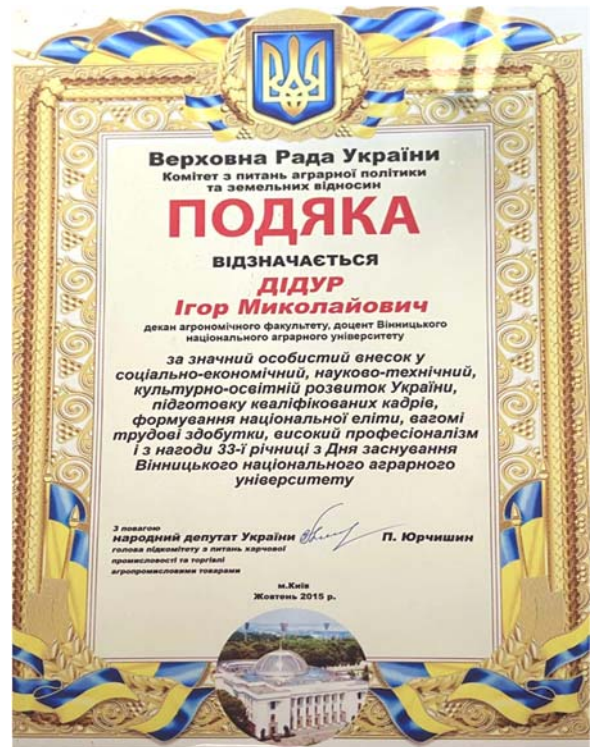 Верховна Рада України
Комітет з питань аграрної політики
та земельних відносин
ПОДЯКА
ВІДЗНАЧАЄТЬСЯ
ДІДУР
Ігор Миколайович
декан агрономічного факультету, доцент Вінницького
національного аграрного університету
за значний особистий внесок у
соціально-економічний, науково-технічний,
культурно-освітній розвиток України,
підготовку кваліфікованих кадрів,
формування національної еліти, вагомі
трудові здобутки, високий професіоналізм
і з нагоди 33-ї річниці з Дня заснування
Вінницького національного аграрного
університету
З повагою
народний депутат України П. Юрчишин
голова підкомітету з питань харчової
промисловості та торгівлі
агропромисловими товарами
м.Київ
Жовтень 2015 р.